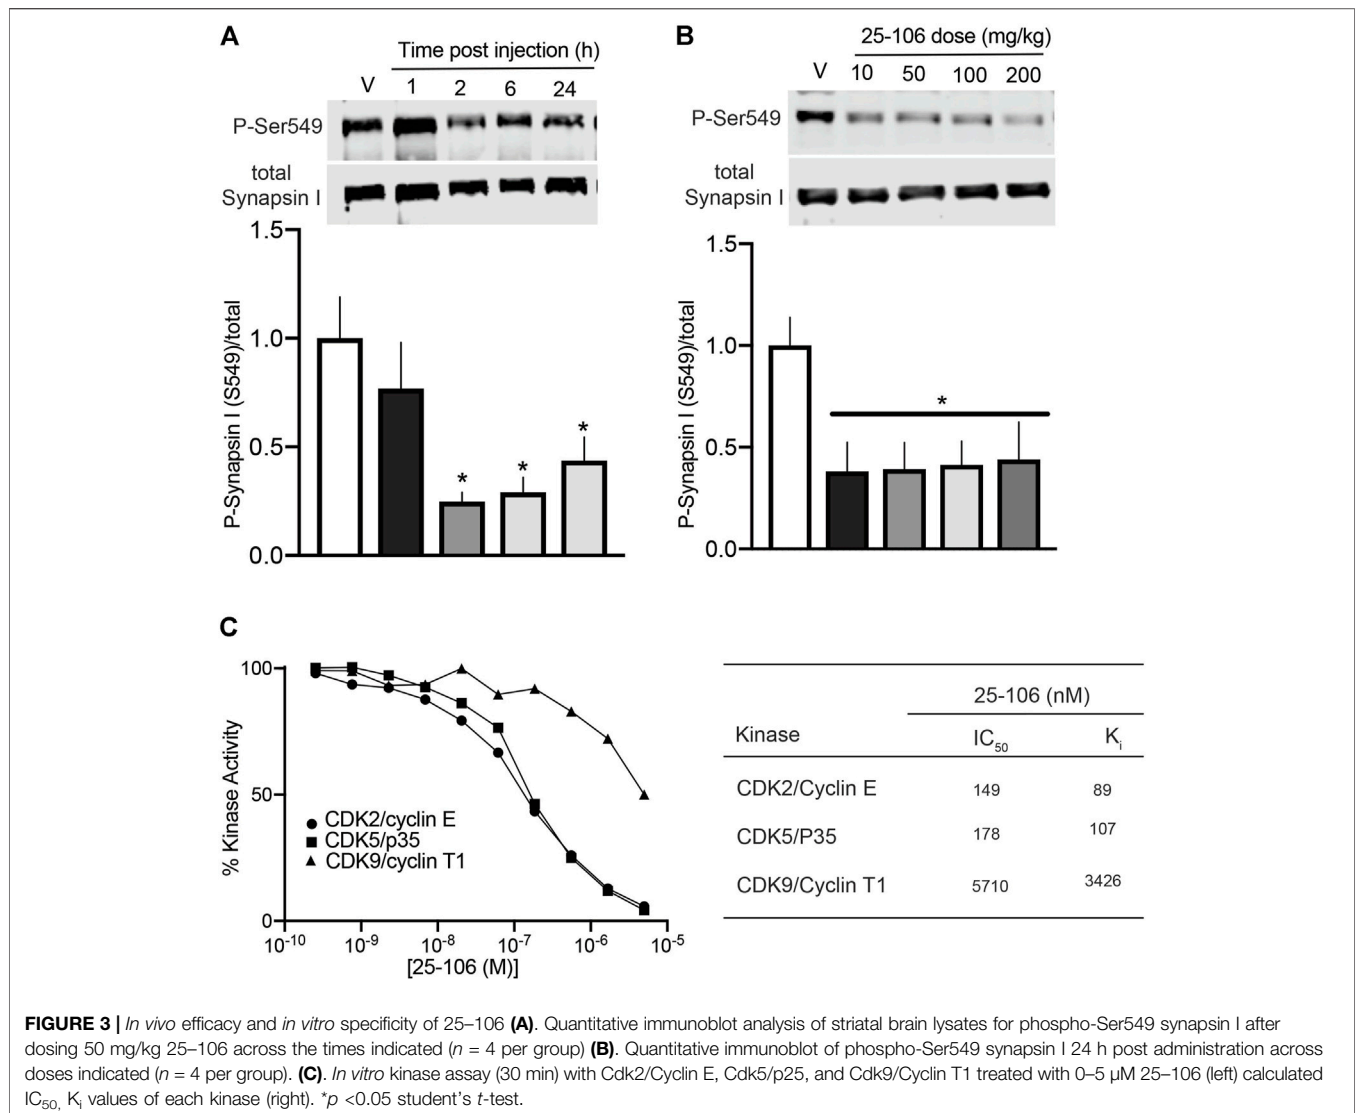 A
Time post injection (h)
V 1 2 6 24
P-Ser549
total
Synapsin I
1.5
1.0
0.5
0.0
P-Synapsin I (S549)/total
*
*
*
B
25-106 dose (mg/kg)
V 10 50 100 200
P-Ser549
total
Synapsin I
1.5
1.0
0.5
0.0
P-Synapsin I (S549)/total
*
C
100
50
0
% Kinase Activity
CDK2/cyclin E
CDK5/p35
CDK9/cyclin T1
10-10 10-9 10-8 10-7 10-6 10-5
[25-106 (M)]
25-106 (nM)
Kinase IC50 Ki
CDK2/Cyclin E 149 89
CDK5/P35 178 107
CDK9/Cyclin T1 5710 3426
FIGURE 3 | In vivo efficacy and in vitro specificity of 25–106 (A). Quantitative immunoblot analysis of striatal brain lysates for phospho-Ser549 synapsin I after
dosing 50 mg/kg 25–106 across the times indicated (n = 4 per group) (B). Quantitative immunoblot of phospho-Ser549 synapsin I 24 h post administration across
doses indicated (n = 4 per group). (C). In vitro kinase assay (30 min) with Cdk2/Cyclin E, Cdk5/p25, and Cdk9/Cyclin T1 treated with 0–5 µM 25–106 (left) calculated
IC50, Ki values of each kinase (right). *p <0.05 student's t-test.